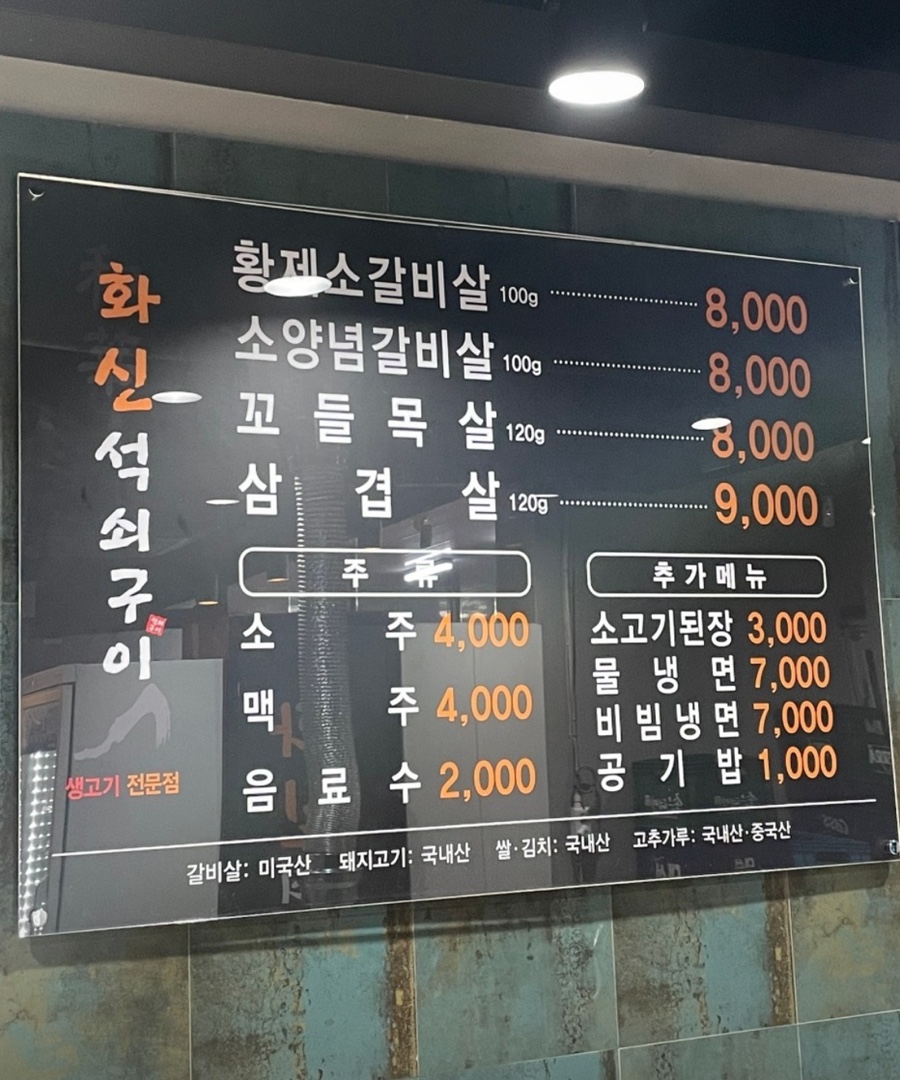 화신석쇠구이
생고기 전문점
황제소갈비살 100g 8,000
소양념갈비살 100g 8,000
꼬들목살 120g 8,000
삼겹살 120g 9,000
주류
소주 4,000
맥주 4,000
음료수 2,000
추가메뉴
소고기된장 3,000
물냉면 7,000
비빔냉면 7,000
공기밥 1,000
갈비살: 미국산 돼지고기: 국내산 쌀·김치: 국내산 고추가루: 국내산·중국산